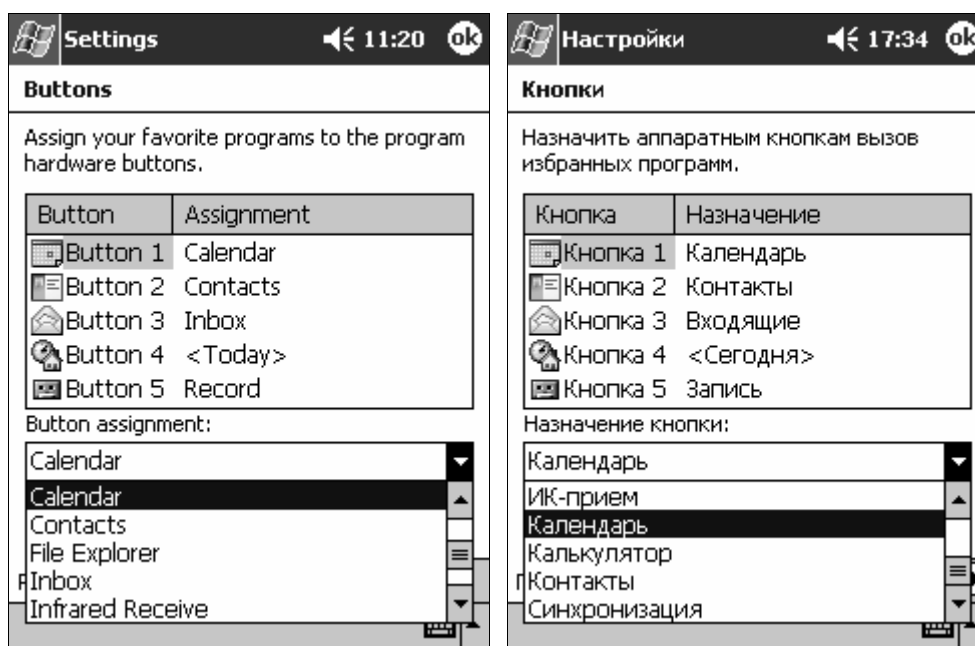 Settings 11:20 ok
Buttons
Assign your favorite programs to the program
hardware buttons.
Button Assignment
Button 1 Calendar
Button 2 Contacts
Button 3 Inbox
Button 4 <Today>
Button 5 Record
Button assignment:
Calendar
Calendar
Contacts
File Explorer
Inbox
Infrared Receive
Настройки 17:34 ok
Кнопки
Назначить аппаратным кнопкам вызов
избранных программ.
Кнопка Назначение
Кнопка 1 Календарь
Кнопка 2 Контакты
Кнопка 3 Входящие
Кнопка 4 <Сегодня>
Кнопка 5 Запись
Назначение кнопки:
Календарь
ИК-прием
Календарь
Калькулятор
Контакты
Синхронизация